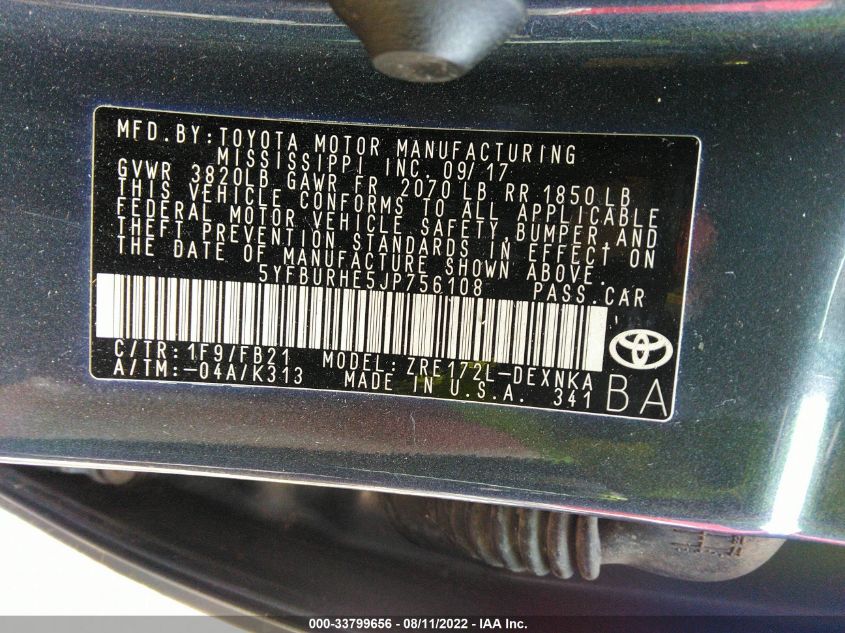 MFD.BY:TOYOTA MOTOR MANUFACTURING
MISSISSIPPI INC. 09/17
GVWR 3820LB GAWR FR 2070 LB RR 1850 LB
THIS VEHICLE CONFORMS TO ALL APPLICABLE
FEDERAL MOTOR VEHICLE SAFETY, BUMPER, AND
THEFT PREVENTION STANDARDS IN EFFECT ON
THE DATE OF MANUFACTURE SHOWN ABOVE.
5YFBURHE5JP756108 PASS.CAR
C/TR:1F9/FB21 MODEL:ZRE172L-DEXNKA
A/TM:-04A/K313 MADE IN U.S.A. 341
BA
000-33799656 - 08/11/2022 - IAA Inc.